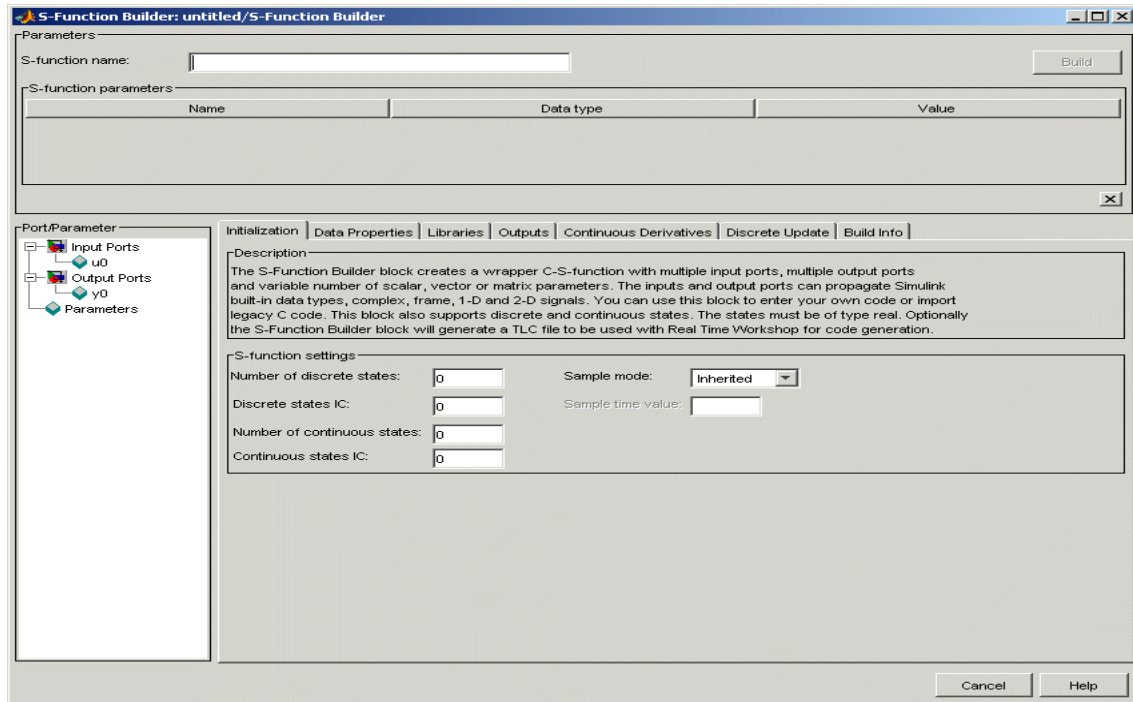 S-Function Builder: untitled/S-Function Builder
Parameters
S-function name:
Build
S-function parameters
Name Data type Value
Port/Parameter
Input Ports
u0
Output Ports
y0
Parameters
Initialization Data Properties Libraries Outputs Continuous Derivatives Discrete Update Build Info
Description
The S-Function Builder block creates a wrapper C-S-function with multiple input ports, multiple output ports
and variable number of scalar, vector or matrix parameters. The inputs and output ports can propagate Simulink
built-in data types, complex, frame, 1-D and 2-D signals. You can use this block to enter your own code or import
legacy C code. This block also supports discrete and continuous states. The states must be of type real. Optionally
the S-Function Builder block will generate a TLC file to be used with Real Time Workshop for code generation.
S-function settings
Number of discrete states: 0 Sample mode: Inherited
Discrete states IC: 0 Sample time value:
Number of continuous states: 0
Continuous states IC: 0
Cancel Help